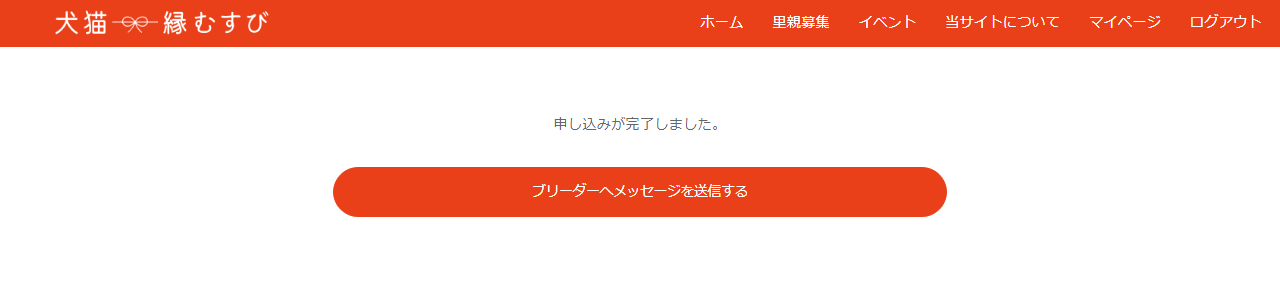 犬猫 縁むすび
ホーム 里親募集 イベント 当サイトについて マイページ ログアウト
申し込みが完了しました。
ブリーダーへメッセージを送信する